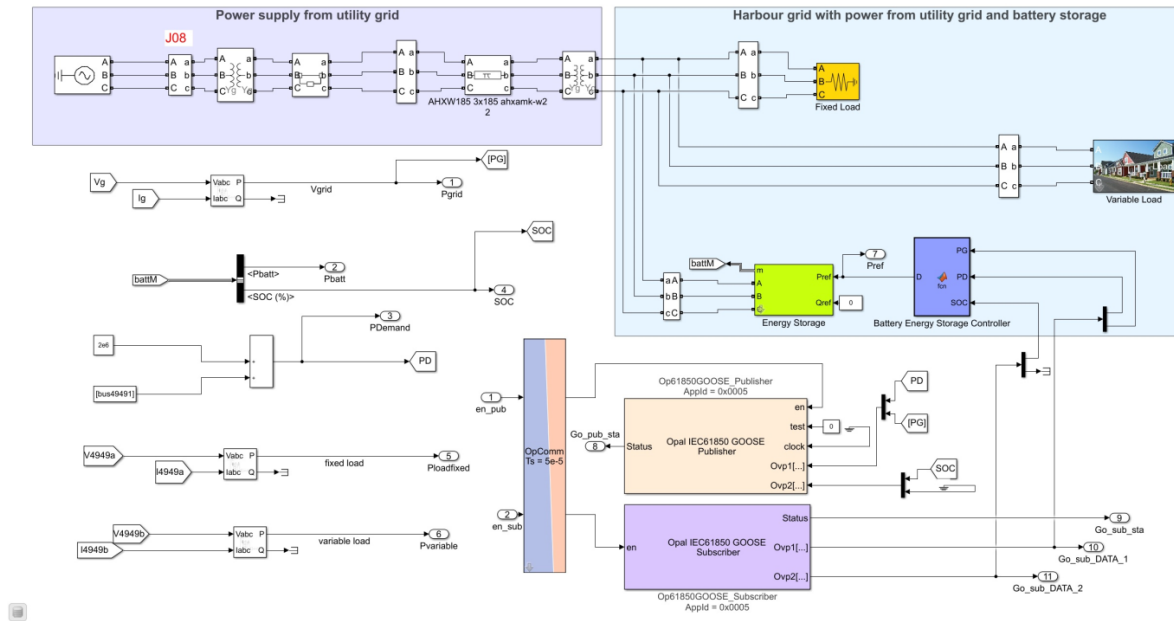 Power supply from utility grid
Harbour grid with power from utility grid and battery storage
J08
A
B
C
A a
B b
C c
A a
B b
C c
Yg Yg
A a
B b
C c
A a
B b
C c
A a
B b
C c
AHXW185 3x185 ahxamk-w2
2
A a
B b
C c
A a
B b
C c
A
B
C
Fixed Load
A a
B b
C c
A
C
Variable Load
Vg
Ig
Vabc P
Iabc Q
Vgrid
[PG]
1
Pgrid
battM
<Pbatt>
2
Pbatt
<SOC (%)>
SOC
4
SOC
3
PDemand
2e6
[bus49491]
+
+
PD
V4949a
I4949a
Vabc P
Iabc Q
fixed load
5
Ploadfixed
V4949b
I4949b
Vabc P
Iabc Q
variable load
6
Pvariable
battM
a A
b B
c C
m
A
B
C
Pref
Qref
Energy Storage
7
Pref
0
D
fcn
PG
PD
SOC
Battery Energy Storage Controller
1
en_pub
2
en_sub
OpComm
Ts = 5e-5
Op61850GOOSE_Publisher
AppId = 0x0005
Go_pub_sta
8
Status
Opal IEC61850 GOOSE
Publisher
en
test
clock
Ovp1[...]
Ovp2[...]
0
PD
[PG]
SOC
en
Opal IEC61850 GOOSE
Subscriber
Status
Ovp1[...]
Ovp2[...]
Op61850GOOSE_Subscriber
AppId = 0x0005
9
Go_sub_sta
10
Go_sub_DATA_1
11
Go_sub_DATA_2